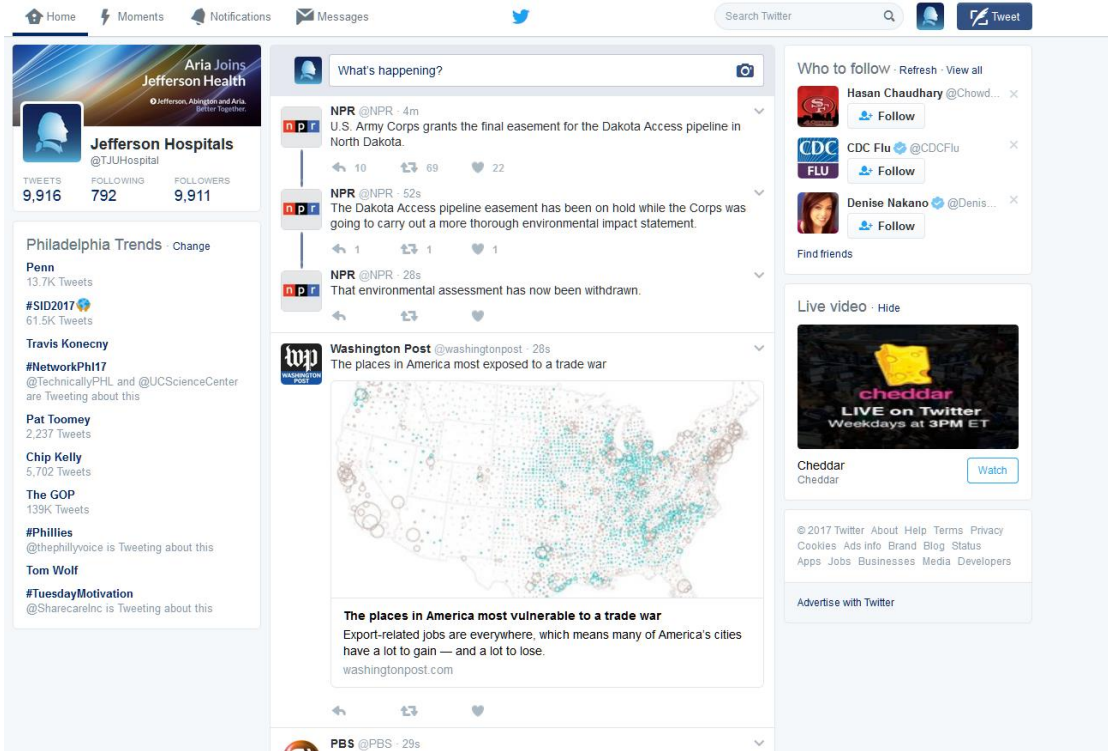 Home
Moments
Notifications
Messages
Search Twitter
Tweet
Aria Joins
Jefferson Health
Jefferson, Abington and Aria.
Better Together.
Jefferson Hospitals
@TJUHospital
TWEETS FOLLOWING FOLLOWERS
9,916 792 9,911
Philadelphia Trends · Change
Penn
13.7K Tweets
#SID2017
61.5K Tweets
Travis Konecny
#NetworkPhl17
@TechnicallyPHL and @UCScienceCenter
are Tweeting about this
Pat Toomey
2,237 Tweets
Chip Kelly
5,702 Tweets
The GOP
139K Tweets
#Phillies
@thephillyvoice is Tweeting about this
Tom Wolf
#TuesdayMotivation
@SharecareInc is Tweeting about this
What's happening?
npr
NPR @NPR · 4m
U.S. Army Corps grants the final easement for the Dakota Access pipeline in
North Dakota.
10 69 22
npr
NPR @NPR · 52s
The Dakota Access pipeline easement has been on hold while the Corps was
going to carry out a more thorough environmental impact statement.
1 1 1
npr
NPR @NPR · 28s
That environmental assessment has now been withdrawn.
wp
WASHINGTON
POST
Washington Post @washingtonpost · 28s
The places in America most exposed to a trade war
The places in America most vulnerable to a trade war
Export-related jobs are everywhere, which means many of America's cities
have a lot to gain — and a lot to lose.
washingtonpost.com
PBS @PBS · 29s
Who to follow · Refresh · View all
SF
Hasan Chaudhary @Chowd...
Follow
CDC
FLU
CDC Flu @CDCFlu
Follow
Denise Nakano @Denis...
Follow
Find friends
Live video · Hide
cheddar
LIVE on Twitter
Weekdays at 3PM ET
Cheddar
Cheddar
Watch
© 2017 Twitter About Help Terms Privacy
Cookies Ads info Brand Blog Status
Apps Jobs Businesses Media Developers
Advertise with Twitter